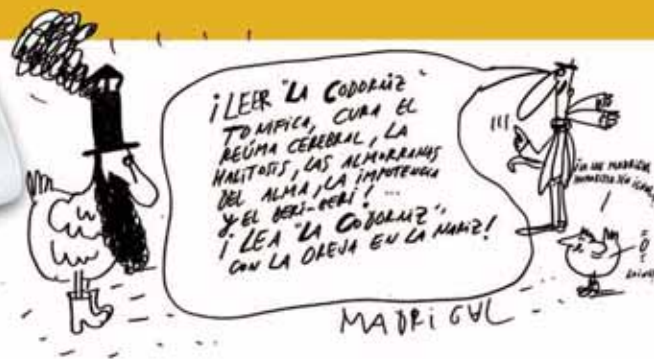 ¡LEER "LA CODORNIZ"
TONIFICA, CURA EL
REÚMA CEREBRAL, LA
HALITOSIS, LAS ALMORRANAS
DEL ALMA, LA IMPOTENCIA
Y EL BERI-BERI! ...
¡LEA "LA CODORNIZ",
CON LA OREJA EN LA NARIZ!
!!!
MADRIGAL